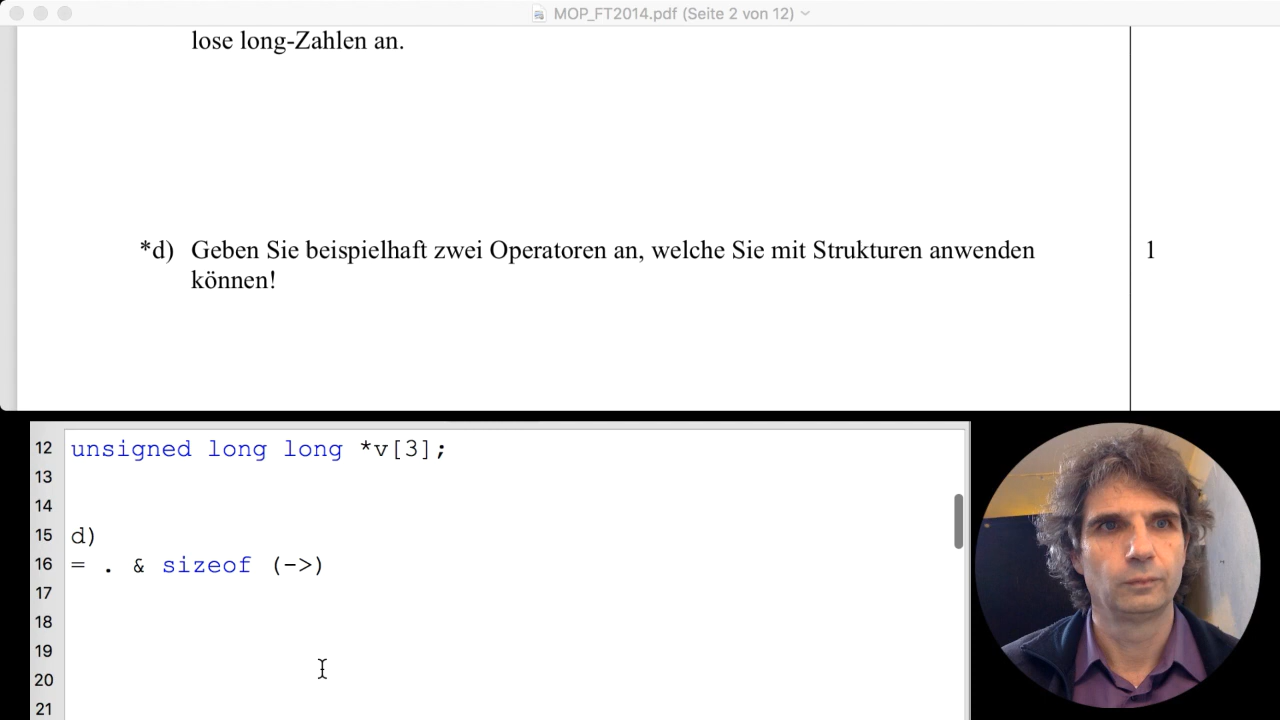 MOP_FT2014.pdf (Seite 2 von 12)
lose long-Zahlen an.
*d) Geben Sie beispielhaft zwei Operatoren an, welche Sie mit Strukturen anwenden 1
können!
12 unsigned long long *v[3];
13
14
15 d)
16 = . & sizeof (->)
17
18
19
20
21